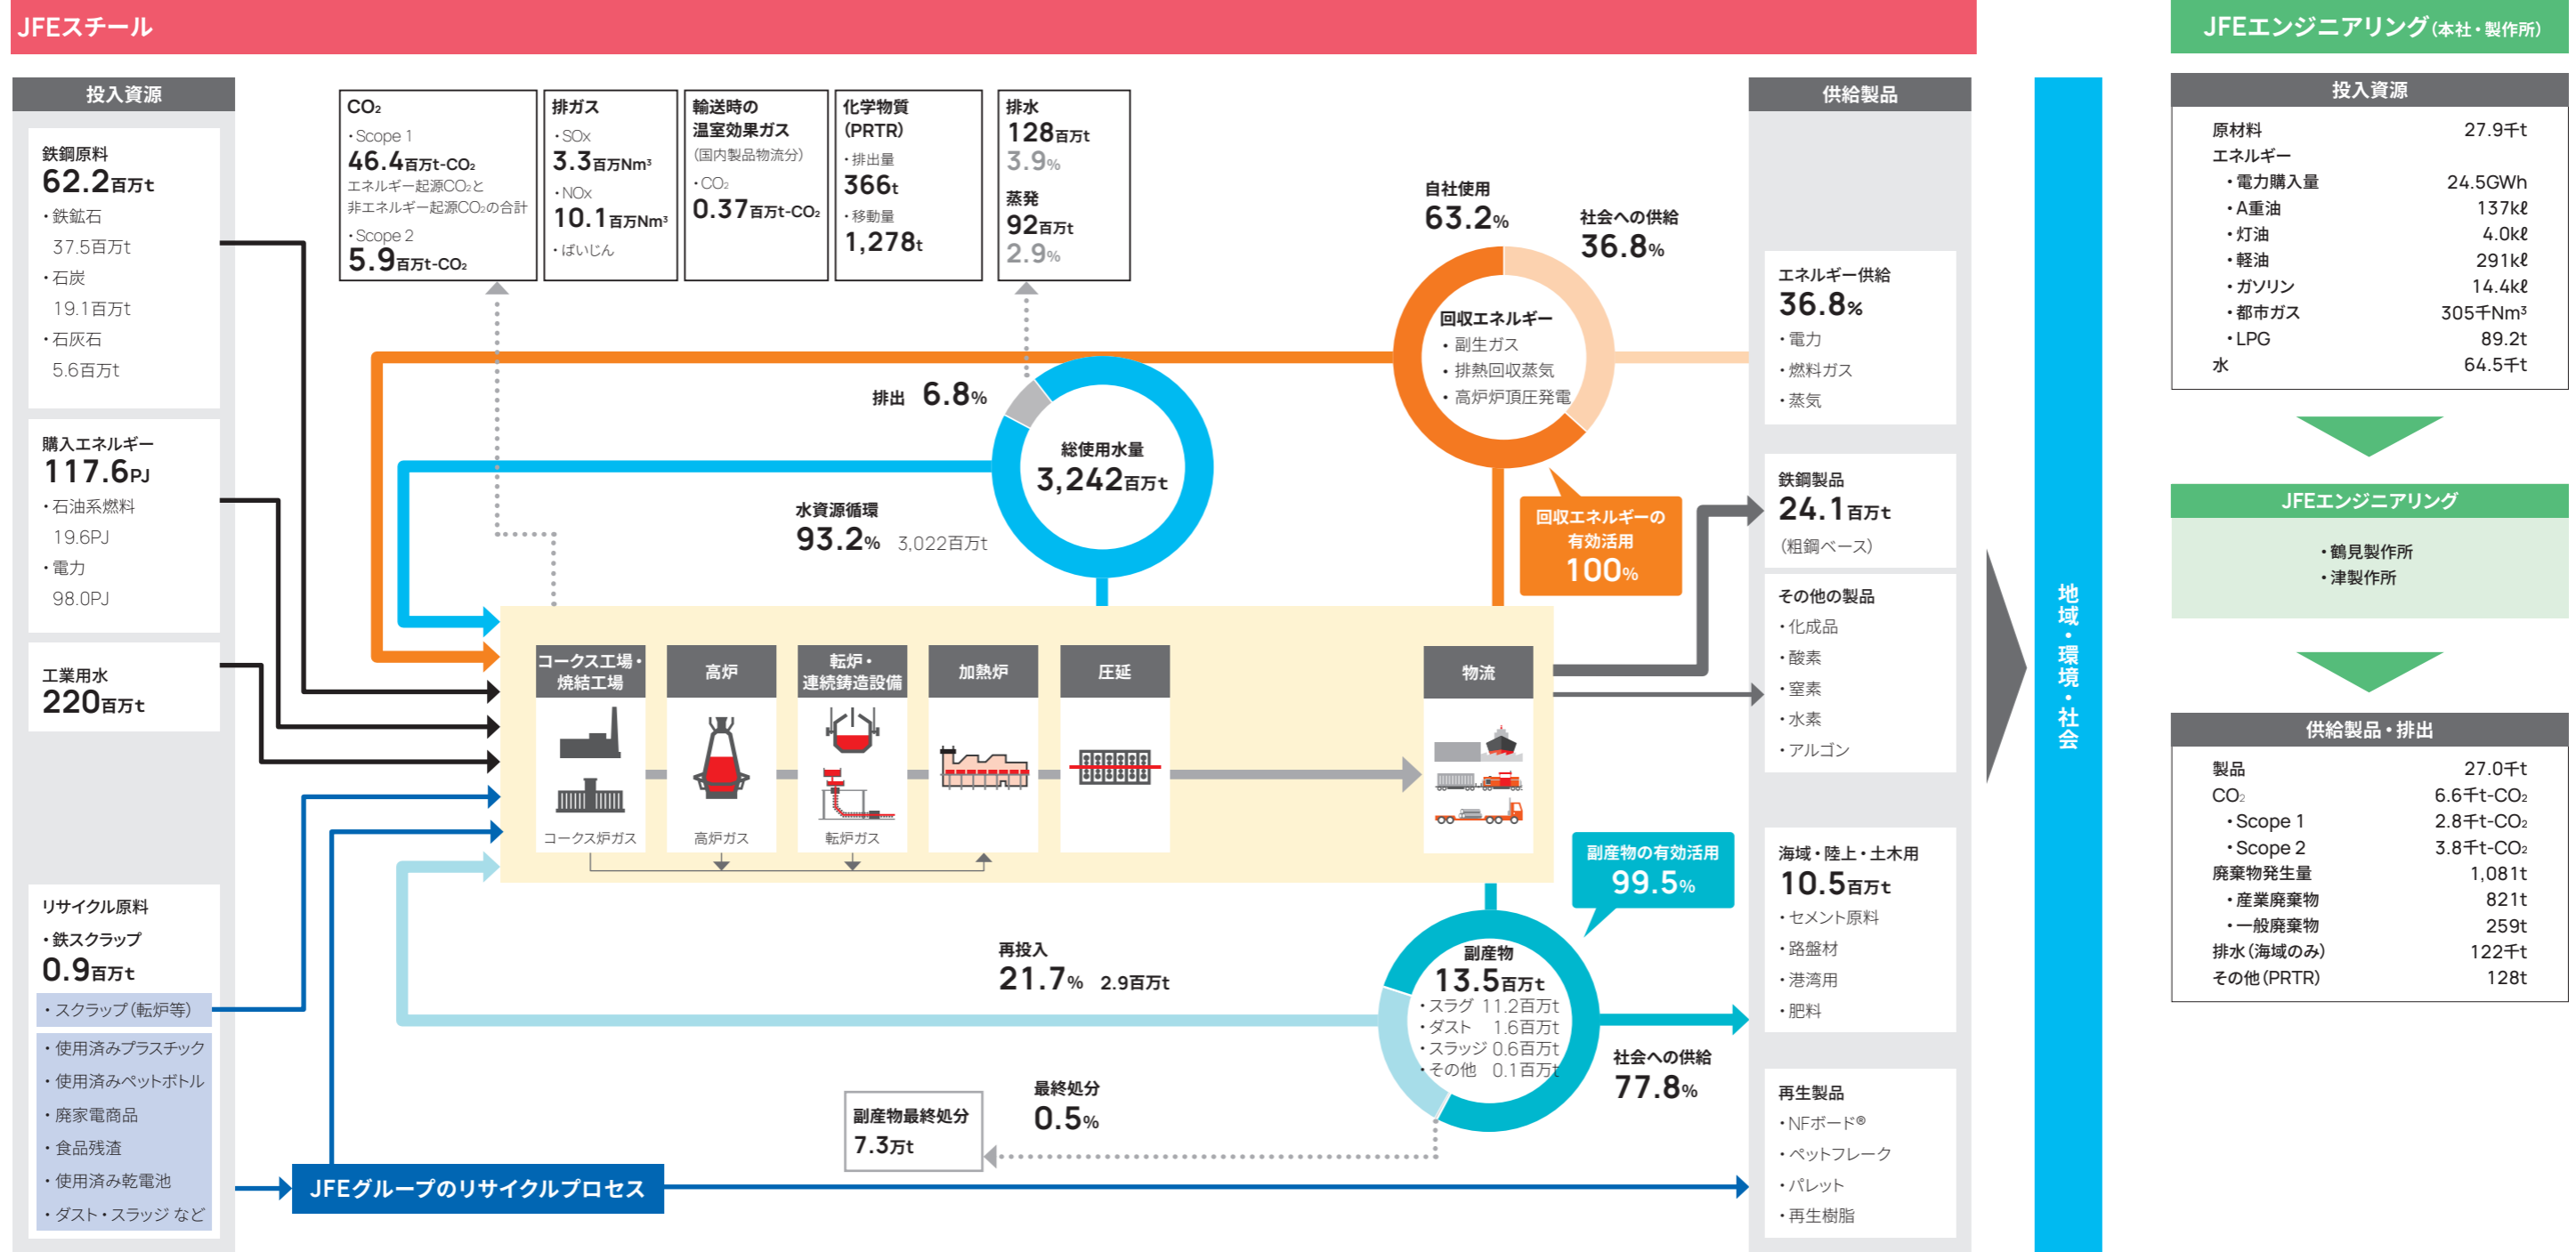 JFEスチール
投入資源
鉄鋼原料
62.2百万t
・鉄鉱石
37.5百万t
・石炭
19.1百万t
・石灰石
5.6百万t
購入エネルギー
117.6PJ
・石油系燃料
19.6PJ
・電力
98.0PJ
工業用水
220百万t
リサイクル原料
・鉄スクラップ
0.9百万t
・スクラップ（転炉等）
・使用済みプラスチック
・使用済みペットボトル
・廃家電商品
・食品残渣
・使用済み乾電池
・ダスト・スラッジ など
CO₂
・Scope 1
46.4百万t-CO₂
エネルギー起源CO₂と
非エネルギー起源CO₂の合計
・Scope 2
5.9百万t-CO₂
排ガス
・SOx
3.3百万Nm³
・NOx
10.1百万Nm³
・ばいじん
輸送時の
温室効果ガス
（国内製品物流分）
・CO₂
0.37百万t-CO₂
化学物質
（PRTR）
・排出量
366t
・移動量
1,278t
排水
128百万t
3.9%
蒸発
92百万t
2.9%
排出 6.8%
総使用水量
3,242百万t
水資源循環
93.2% 3,022百万t
自社使用
63.2%
社会への供給
36.8%
回収エネルギー
・副生ガス
・排熱回収蒸気
・高炉炉頂圧発電
回収エネルギーの
有効活用
100%
コークス工場・
焼結工場
コークス炉ガス
高炉
高炉ガス
転炉・
連続鋳造設備
転炉ガス
加熱炉
圧延
物流
副産物の有効活用
99.5%
再投入
21.7% 2.9百万t
副産物
13.5百万t
・スラグ 11.2百万t
・ダスト 1.6百万t
・スラッジ 0.6百万t
・その他 0.1百万t
社会への供給
77.8%
最終処分
0.5%
副産物最終処分
7.3万t
JFEグループのリサイクルプロセス
供給製品
エネルギー供給
36.8%
・電力
・燃料ガス
・蒸気
鉄鋼製品
24.1百万t
（粗鋼ベース）
その他の製品
・化成品
・酸素
・窒素
・水素
・アルゴン
海域・陸上・土木用
10.5百万t
・セメント原料
・路盤材
・港湾用
・肥料
再生製品
・NFボード®
・ペットフレーク
・パレット
・再生樹脂
地域・環境・社会
JFEエンジニアリング（本社・製作所）
投入資源
原材料 27.9千t
エネルギー
・電力購入量 24.5GWh
・A重油 137kℓ
・灯油 4.0kℓ
・軽油 291kℓ
・ガソリン 14.4kℓ
・都市ガス 305千Nm³
・LPG 89.2t
水 64.5千t
JFEエンジニアリング
・鶴見製作所
・津製作所
供給製品・排出
製品 27.0千t
CO₂ 6.6千t-CO₂
・Scope 1 2.8千t-CO₂
・Scope 2 3.8千t-CO₂
廃棄物発生量 1,081t
・産業廃棄物 821t
・一般廃棄物 259t
排水（海域のみ） 122千t
その他（PRTR） 128t